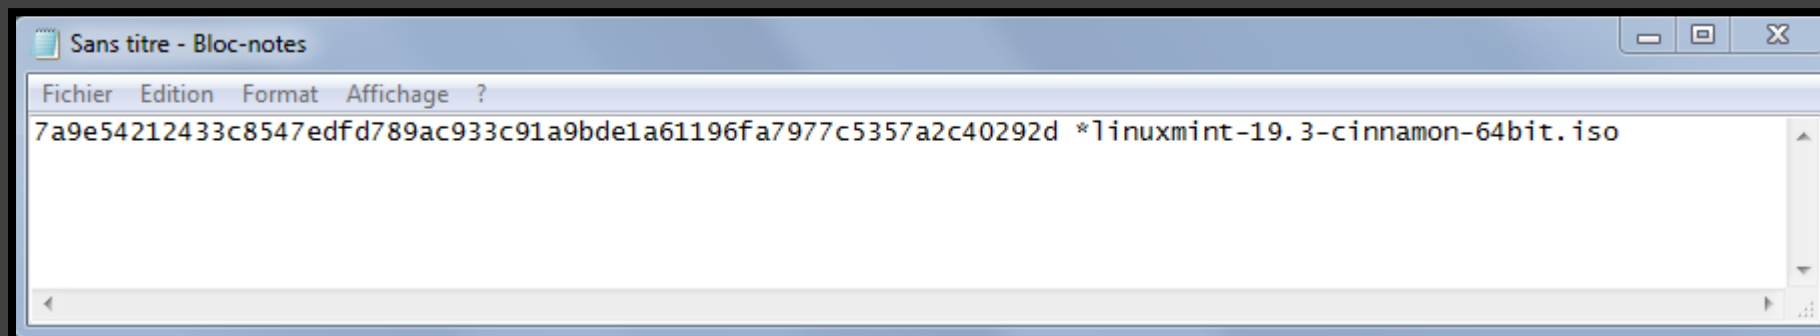 Sans titre - Bloc-notes
Fichier Edition Format Affichage ?
7a9e54212433c8547edfd789ac933c91a9bde1a61196fa7977c5357a2c40292d *linuxmint-19.3-cinnamon-64bit.iso